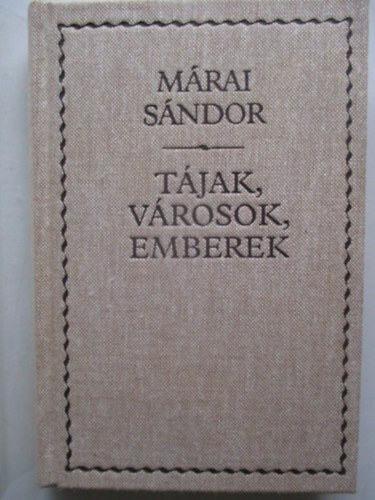 MÁRAI
SÁNDOR
TÁJAK,
VÁROSOK,
EMBEREK